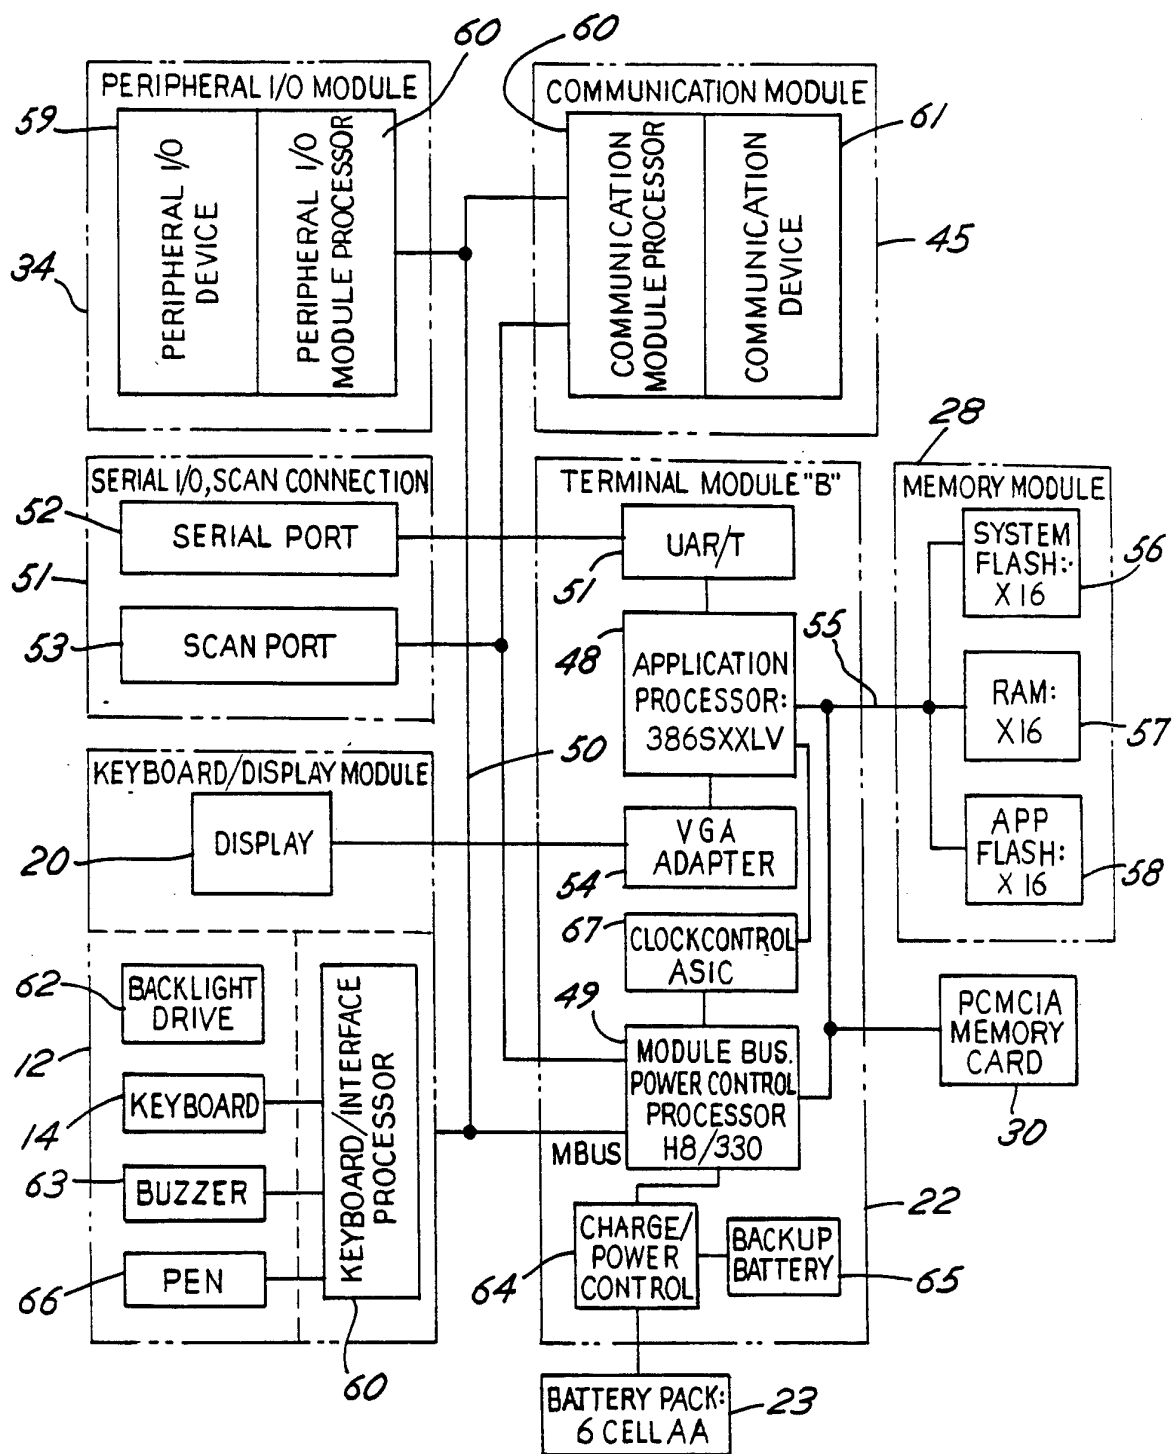 60
60
PERIPHERAL I/O MODULE
COMMUNICATION MODULE
59
PERIPHERAL I/O
DEVICE
PERIPHERAL I/O
MODULE PROCESSOR
COMMUNICATION
MODULE PROCESSOR
COMMUNICATION
DEVICE
61
34
45
SERIAL I/O, SCAN CONNECTION
52
SERIAL PORT
51
53
SCAN PORT
TERMINAL MODULE "B"
UAR/T
51
48
APPLICATION
PROCESSOR:
386SXXLV
55
28
MEMORY MODULE
SYSTEM
FLASH:
X16
56
RAM:
X16
57
APP
FLASH:
X16
58
KEYBOARD/DISPLAY MODULE
DISPLAY
20
50
VGA
ADAPTER
54
67
CLOCKCONTROL
ASIC
49
MODULE BUS.
POWER CONTROL
PROCESSOR
H8/330
MBUS
PCMCIA
MEMORY
CARD
30
62
BACKLIGHT
DRIVE
12
KEYBOARD
14
63
BUZZER
66
PEN
KEYBOARD/INTERFACE
PROCESSOR
60
CHARGE/
POWER
CONTROL
64
BACKUP
BATTERY
65
22
BATTERY PACK:
6 CELL AA
23